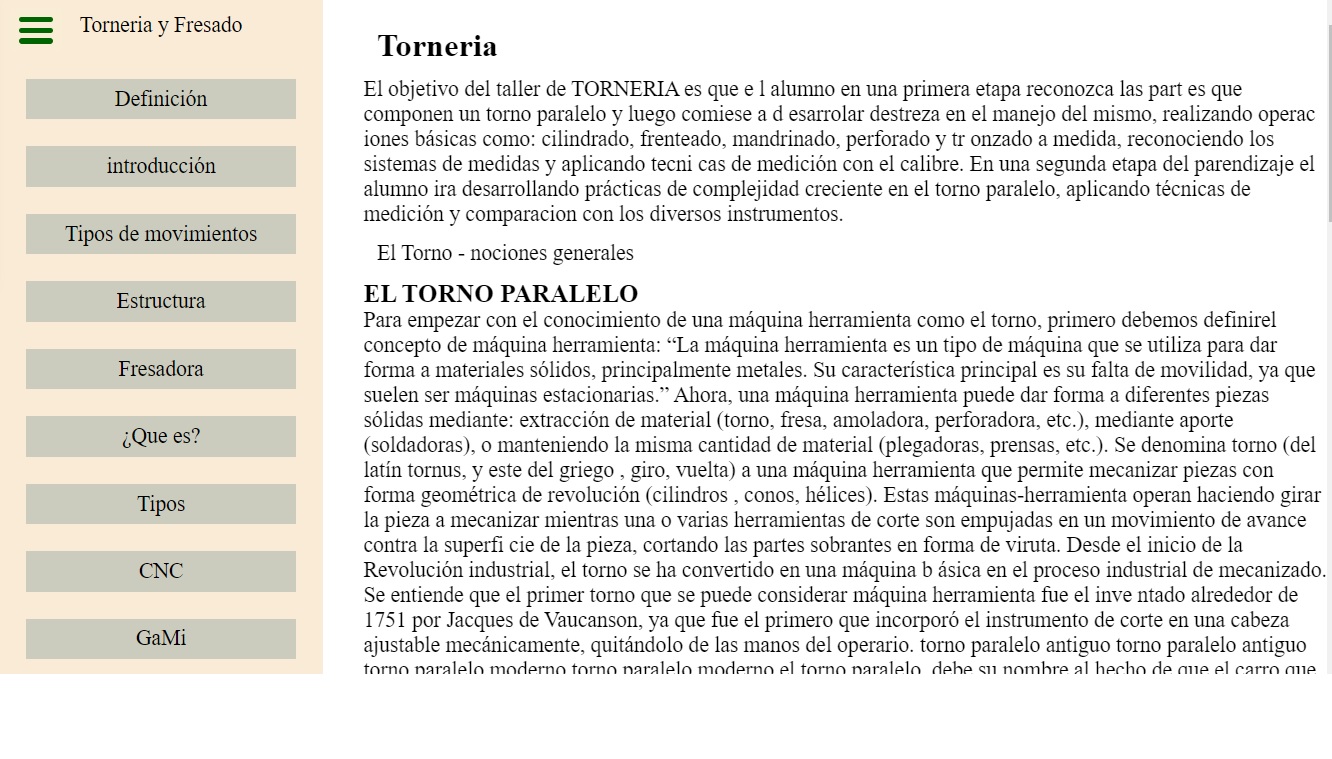 Torneria y Fresado
Definición
introducción
Tipos de movimientos
Estructura
Fresadora
¿Que es?
Tipos
CNC
GaMi
Torneria
El objetivo del taller de TORNERIA es que e l alumno en una primera etapa reconozca las part es que
componen un torno paralelo y luego comiese a d esarrolar destreza en el manejo del mismo, realizando operac
iones básicas como: cilindrado, frenteado, mandrinado, perforado y tr onzado a medida, reconociendo los
sistemas de medidas y aplicando tecni cas de medición con el calibre. En una segunda etapa del parendizaje el
alumno ira desarrollando prácticas de complejidad creciente en el torno paralelo, aplicando técnicas de
medición y comparacion con los diversos instrumentos.
El Torno - nociones generales
EL TORNO PARALELO
Para empezar con el conocimiento de una máquina herramienta como el torno, primero debemos definirel
concepto de máquina herramienta: “La máquina herramienta es un tipo de máquina que se utiliza para dar
forma a materiales sólidos, principalmente metales. Su característica principal es su falta de movilidad, ya que
suelen ser máquinas estacionarias.” Ahora, una máquina herramienta puede dar forma a diferentes piezas
sólidas mediante: extracción de material (torno, fresa, amoladora, perforadora, etc.), mediante aporte
(soldadoras), o manteniendo la misma cantidad de material (plegadoras, prensas, etc.). Se denomina torno (del
latín tornus, y este del griego , giro, vuelta) a una máquina herramienta que permite mecanizar piezas con
forma geométrica de revolución (cilindros , conos, hélices). Estas máquinas-herramienta operan haciendo girar
la pieza a mecanizar mientras una o varias herramientas de corte son empujadas en un movimiento de avance
contra la superfi cie de la pieza, cortando las partes sobrantes en forma de viruta. Desde el inicio de la
Revolución industrial, el torno se ha convertido en una máquina b ásica en el proceso industrial de mecanizado.
Se entiende que el primer torno que se puede considerar máquina herramienta fue el inve ntado alrededor de
1751 por Jacques de Vaucanson, ya que fue el primero que incorporó el instrumento de corte en una cabeza
ajustable mecánicamente, quitándolo de las manos del operario. torno paralelo antiguo torno paralelo antiguo
torno paralelo moderno torno paralelo moderno el torno paralelo, debe su nombre al hecho de que el carro que